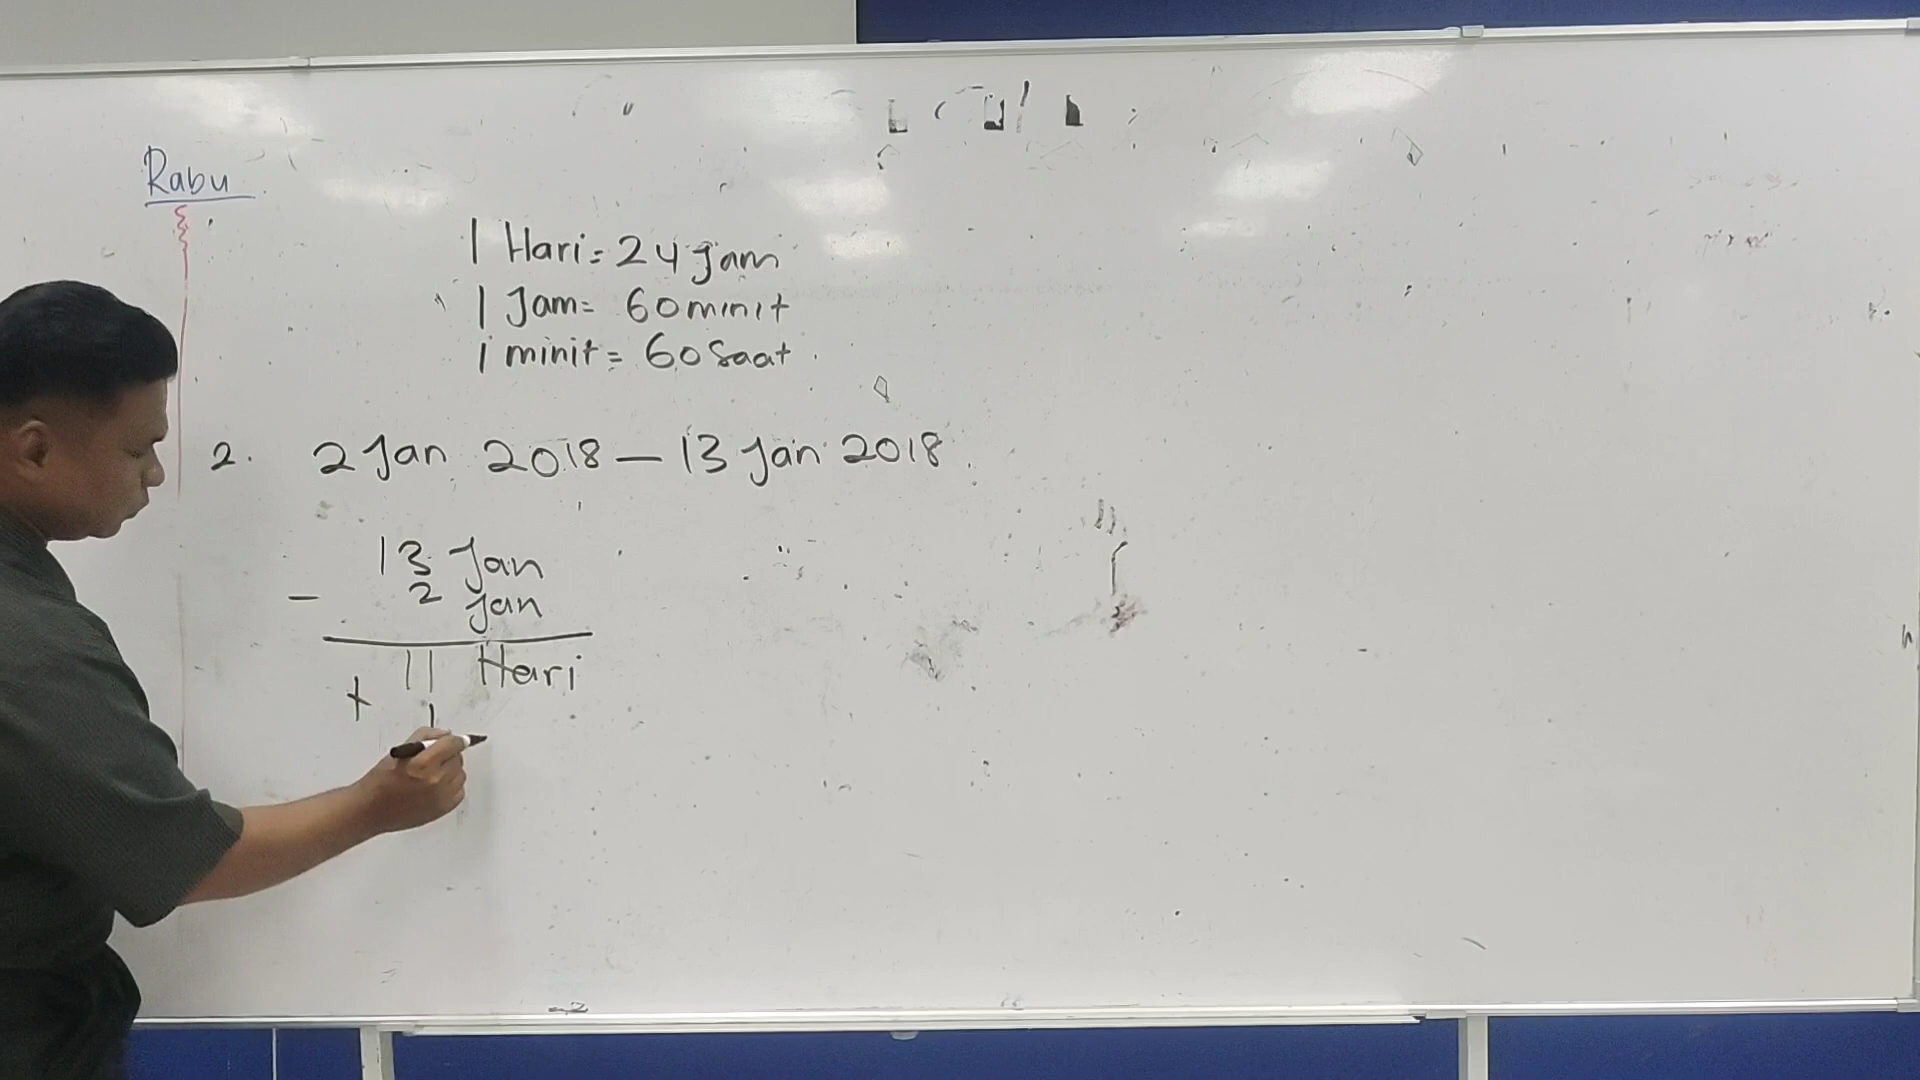 Rabu
1 Hari = 24 Jam
1 Jam = 60 minit
1 minit = 60 Saat
2. 2 Jan 2018 — 13 Jan 2018
13 Jan
- 2 Jan
11 Hari
+ 1